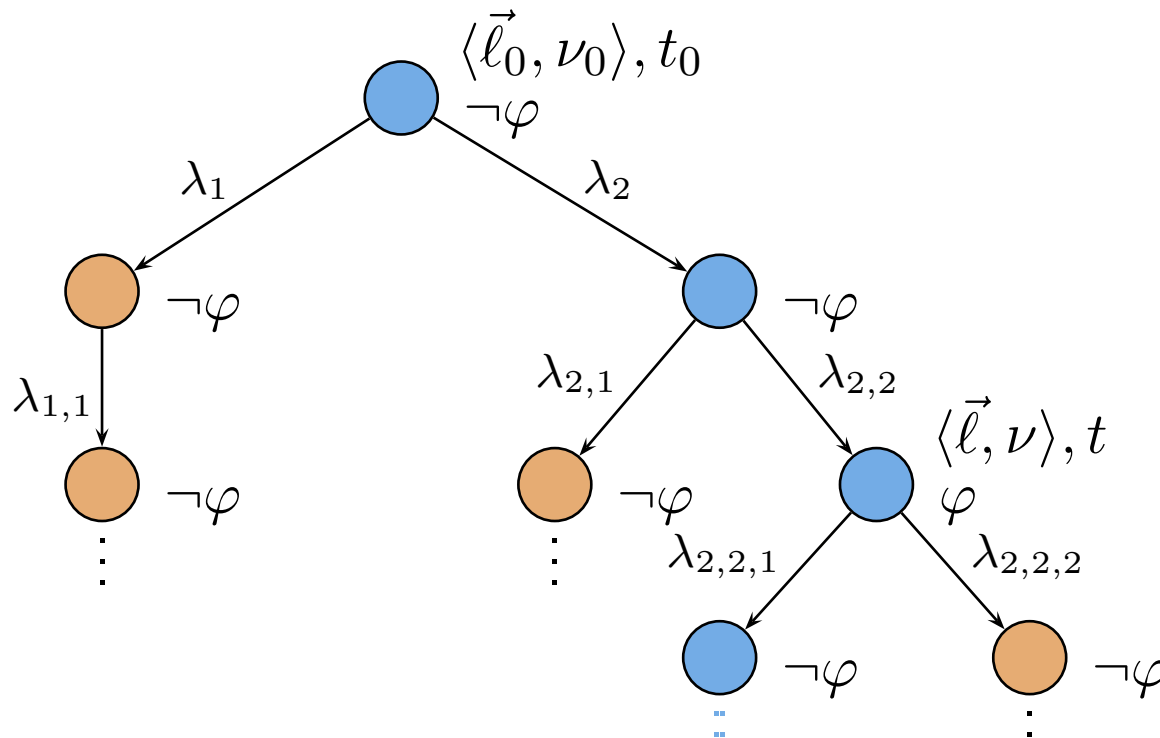 ⟨ℓ⃗₀, ν₀⟩, t₀
¬φ
λ₁
λ₂
¬φ
¬φ
λ₂,₁
λ₂,₂
λ₁,₁
⟨ℓ⃗, ν⟩, t
¬φ
¬φ
φ
λ₂,₂,₁
λ₂,₂,₂
¬φ
¬φ